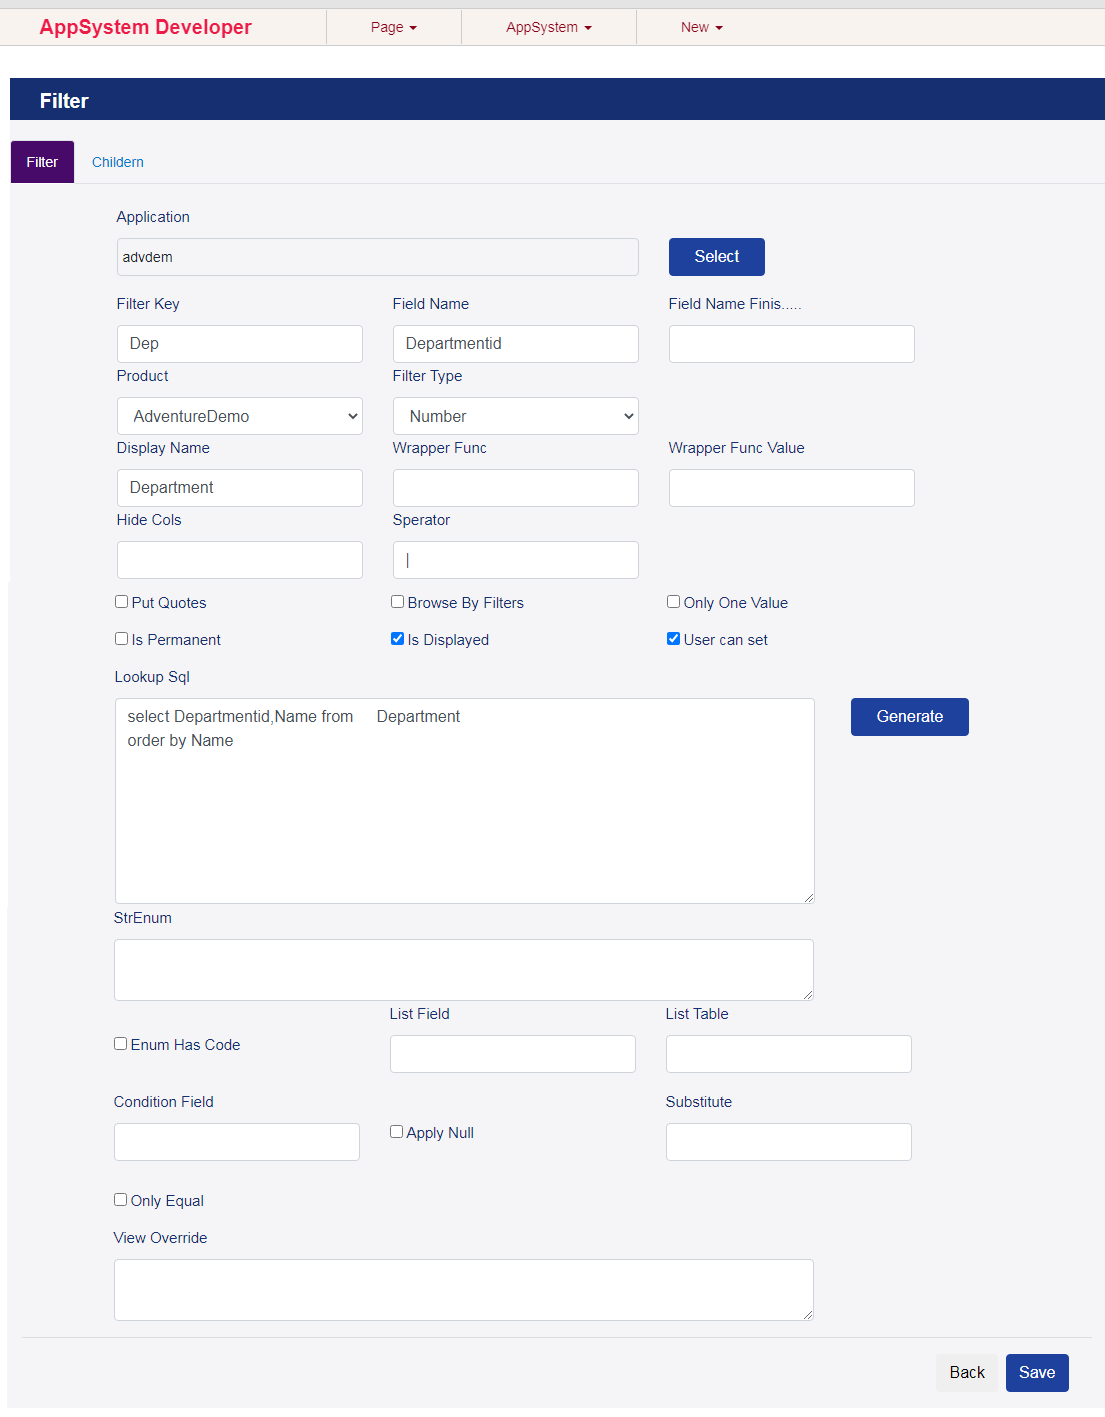 AppSystem Developer Page AppSystem New
Filter
Filter Childern
Application
advdem Select
Filter Key Field Name Field Name Finis.....
Dep Departmentid
Product Filter Type
AdventureDemo Number
Display Name Wrapper Func Wrapper Func Value
Department
Hide Cols Sperator
|
Put Quotes Browse By Filters Only One Value
Is Permanent Is Displayed User can set
Lookup Sql
select Departmentid,Name from Department Generate
order by Name
StrEnum
List Field List Table
Enum Has Code
Condition Field Substitute
Apply Null
Only Equal
View Override
Back Save